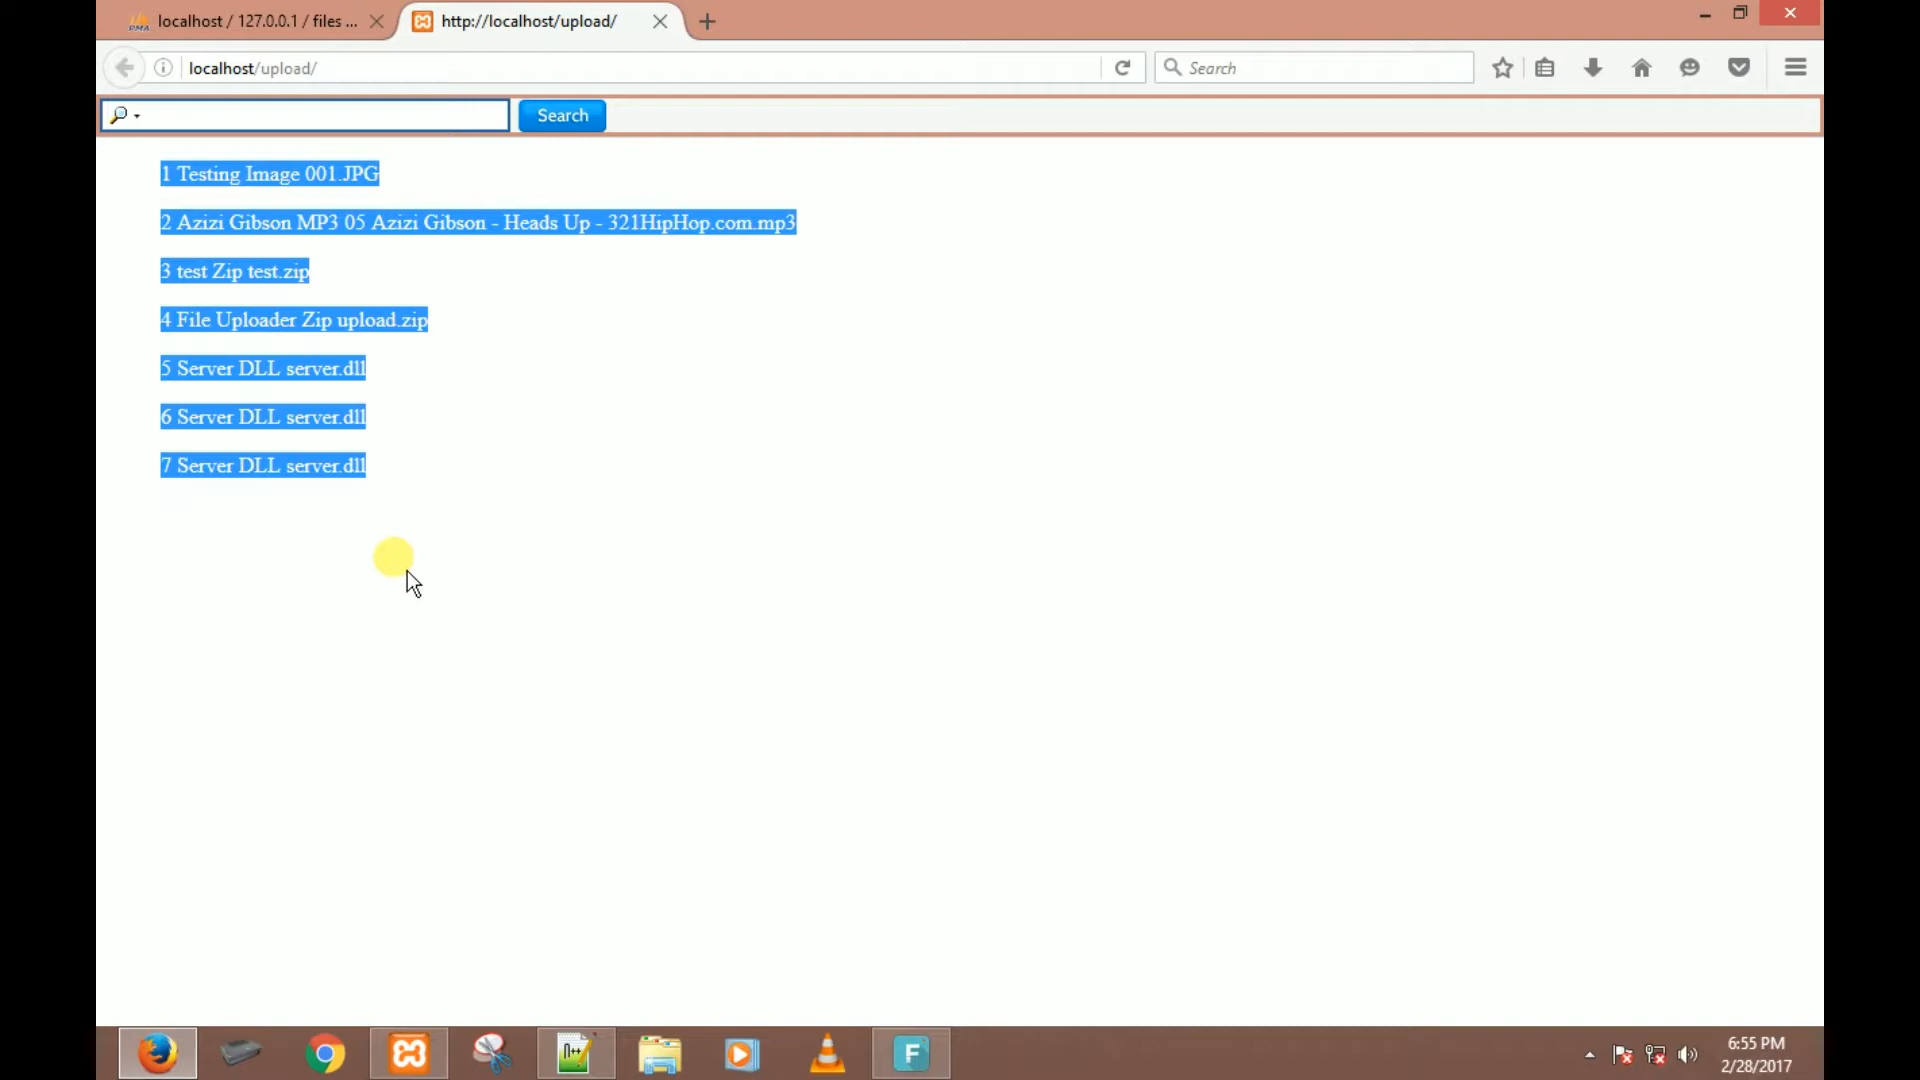 localhost / 127.0.0.1 / files ...
http://localhost/upload/
localhost/upload/
Search
Search
1 Testing Image 001.JPG
2 Azizi Gibson MP3 05 Azizi Gibson - Heads Up - 321HipHop.com.mp3
3 test Zip test.zip
4 File Uploader Zip upload.zip
5 Server DLL server.dll
6 Server DLL server.dll
7 Server DLL server.dll
6:55 PM
2/28/2017